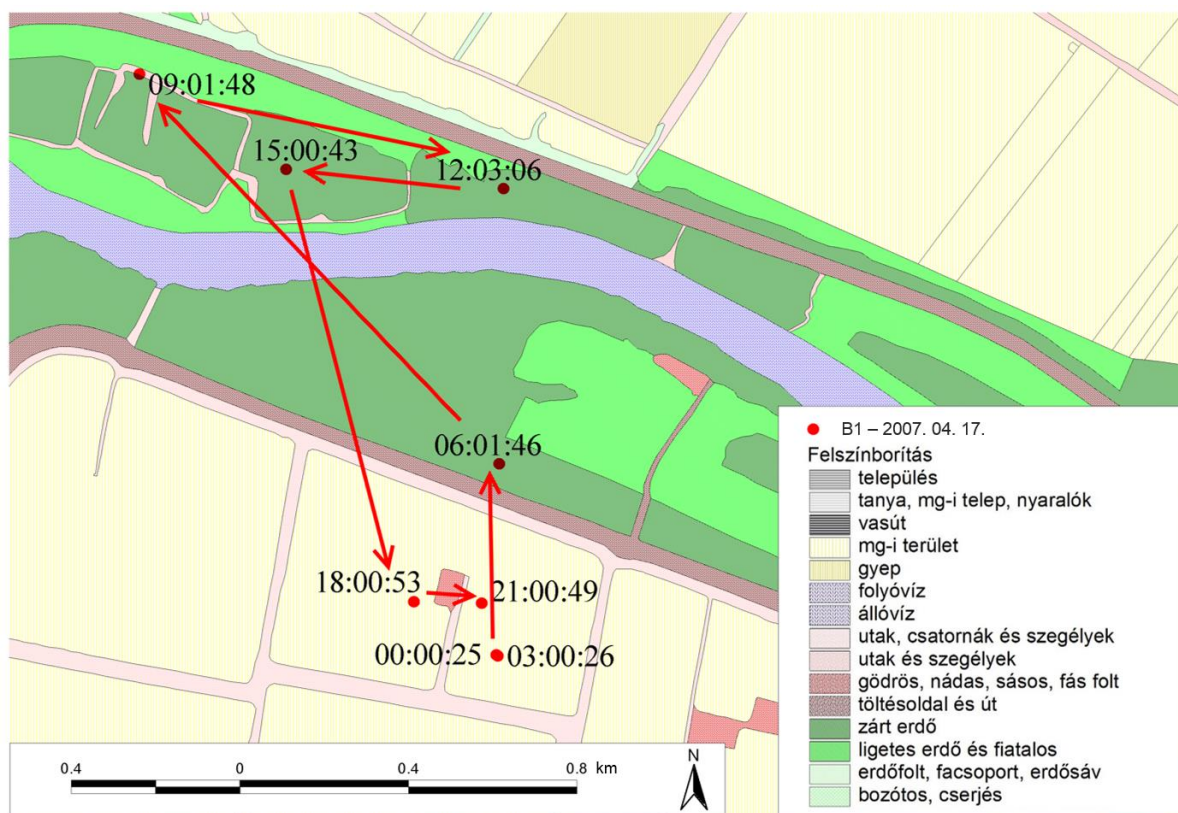 09:01:48
15:00:43
12:03:06
06:01:46
18:00:53
21:00:49
00:00:25
03:00:26
B1 – 2007. 04. 17.
Felszínborítás
település
tanya, mg-i telep, nyaralók
vasút
mg-i terület
gyep
folyóvíz
állóvíz
utak, csatornák és szegélyek
utak és szegélyek
gödrös, nádas, sásos, fás folt
töltésoldal és út
zárt erdő
ligetes erdő és fiatalos
erdőfolt, facsoport, erdősáv
bozótos, cserjés
0.4 0 0.4 0.8 km
N